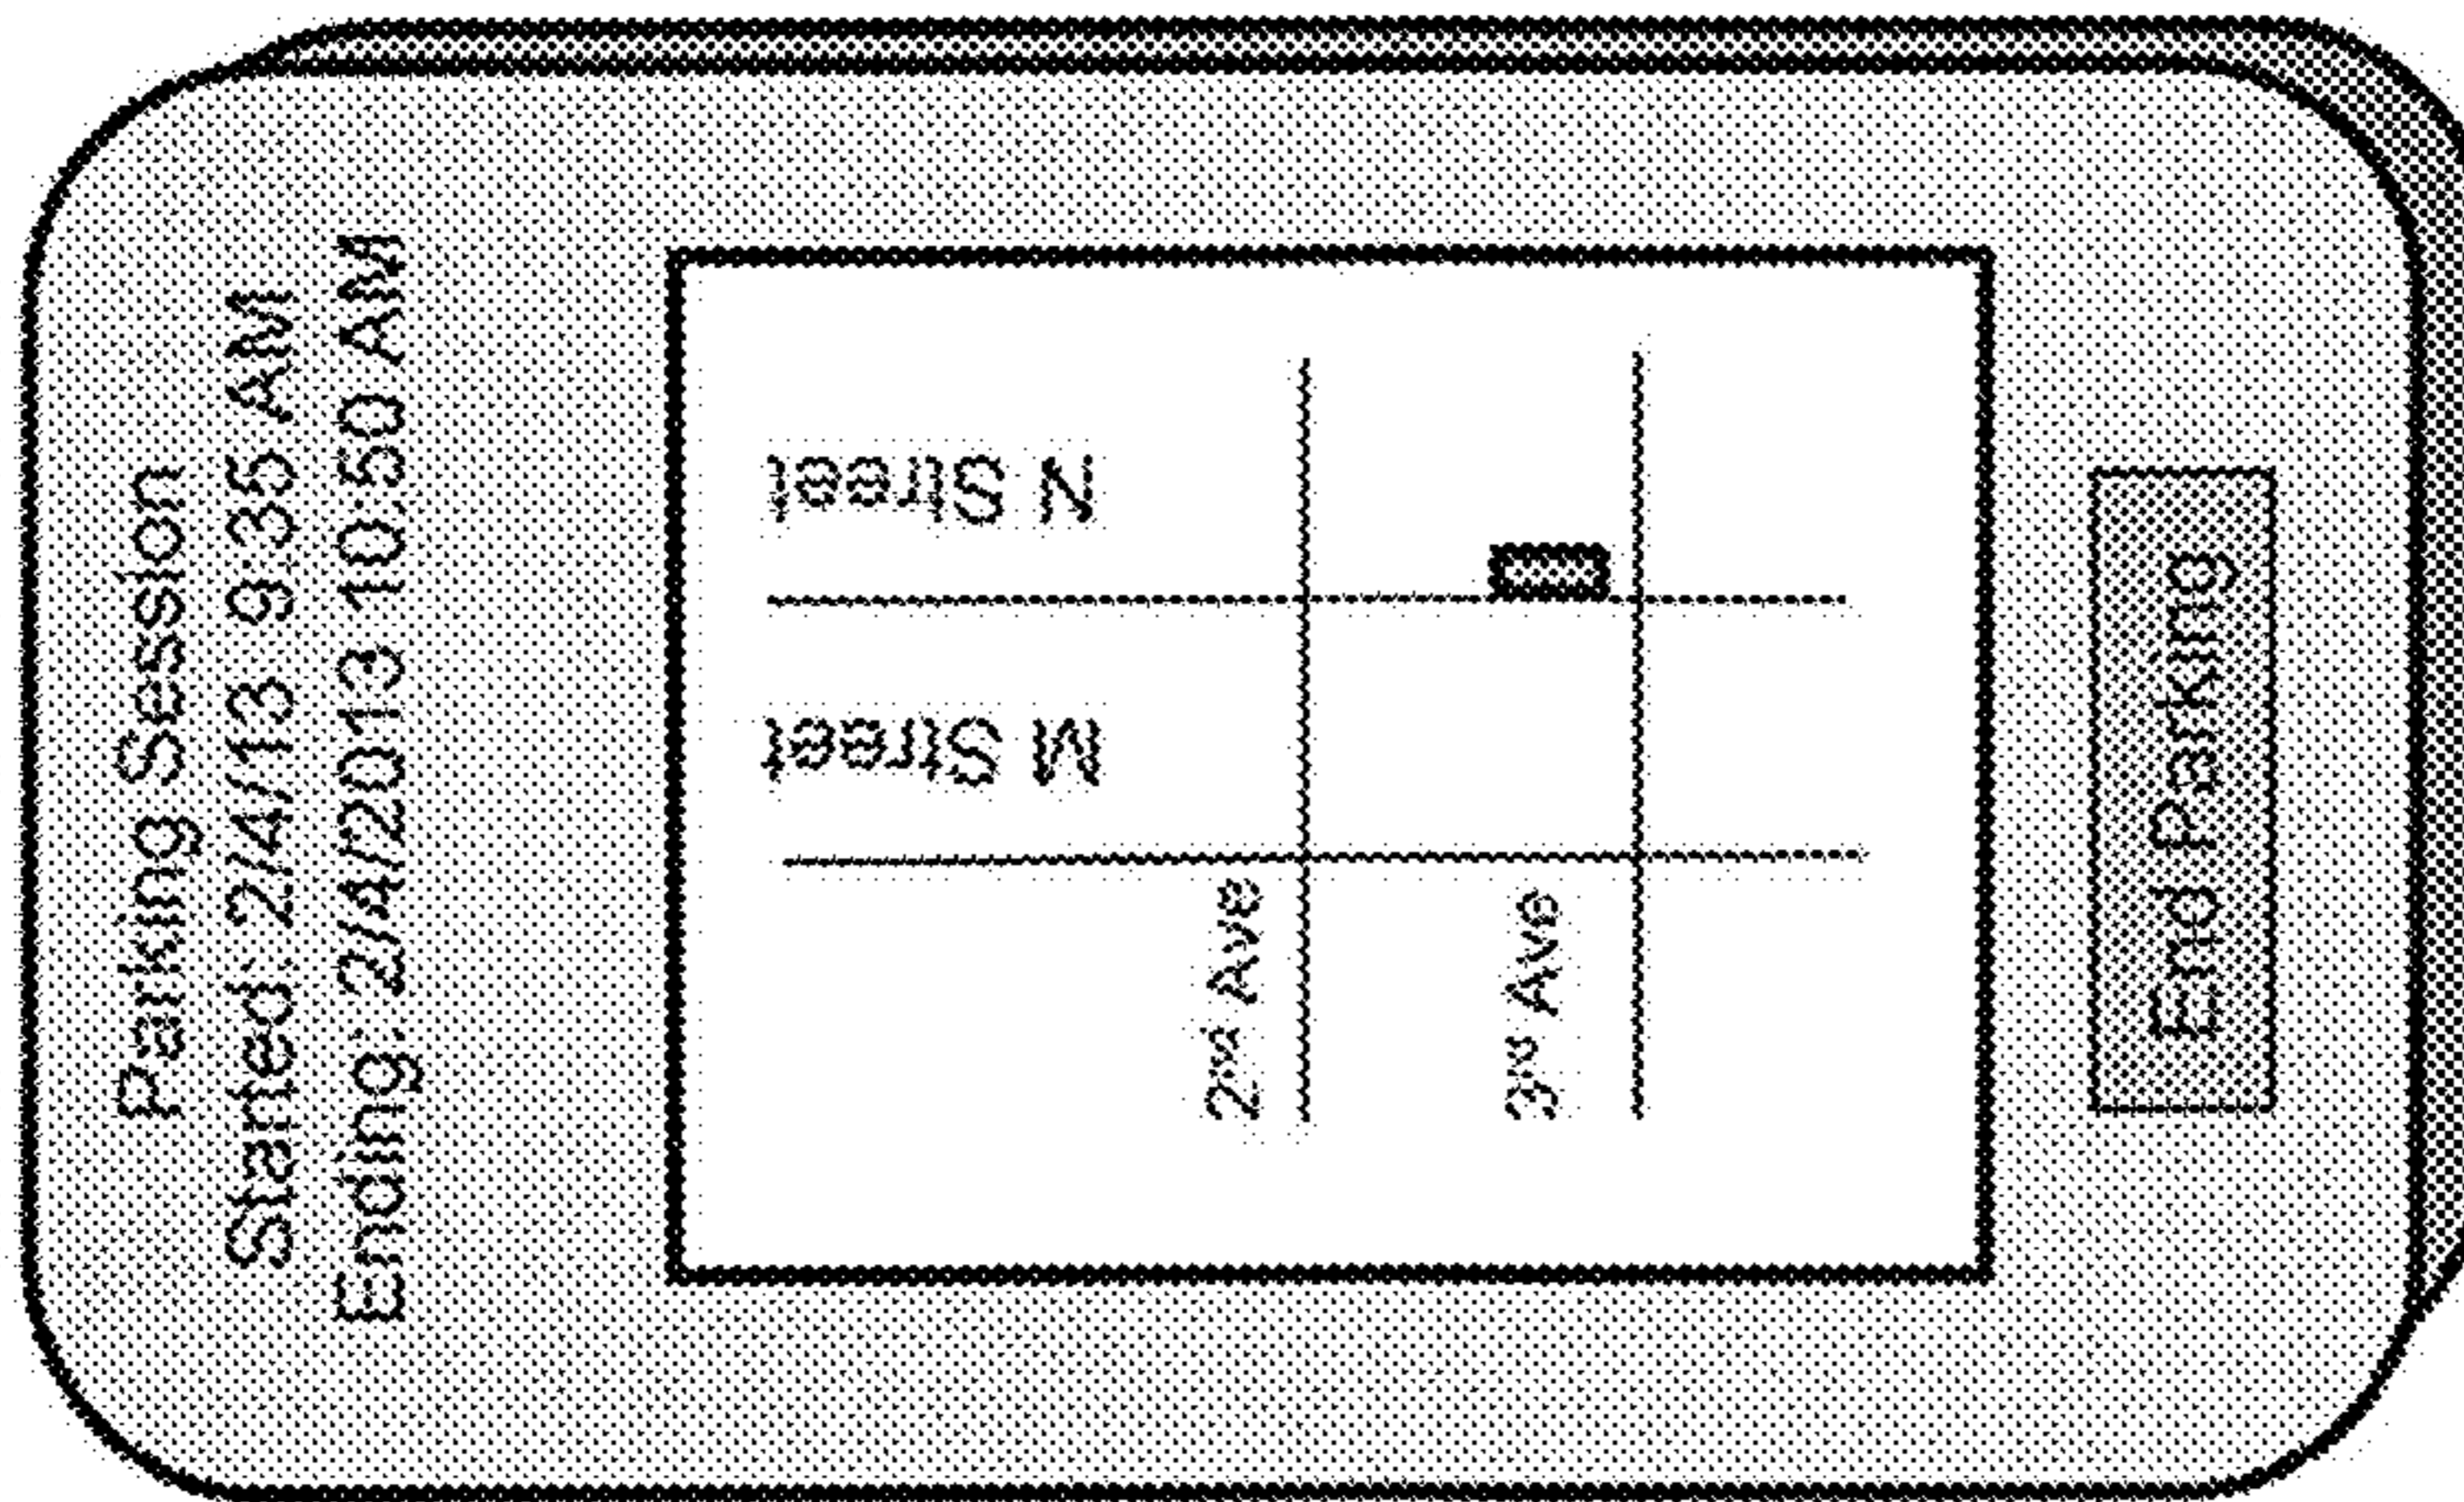 Parking Session
Started: 2/4/13 9:35 AM
Ending: 2/4/2013 10:50 AM
M Street
N Street
2nd Ave
3rd Ave
End Parking